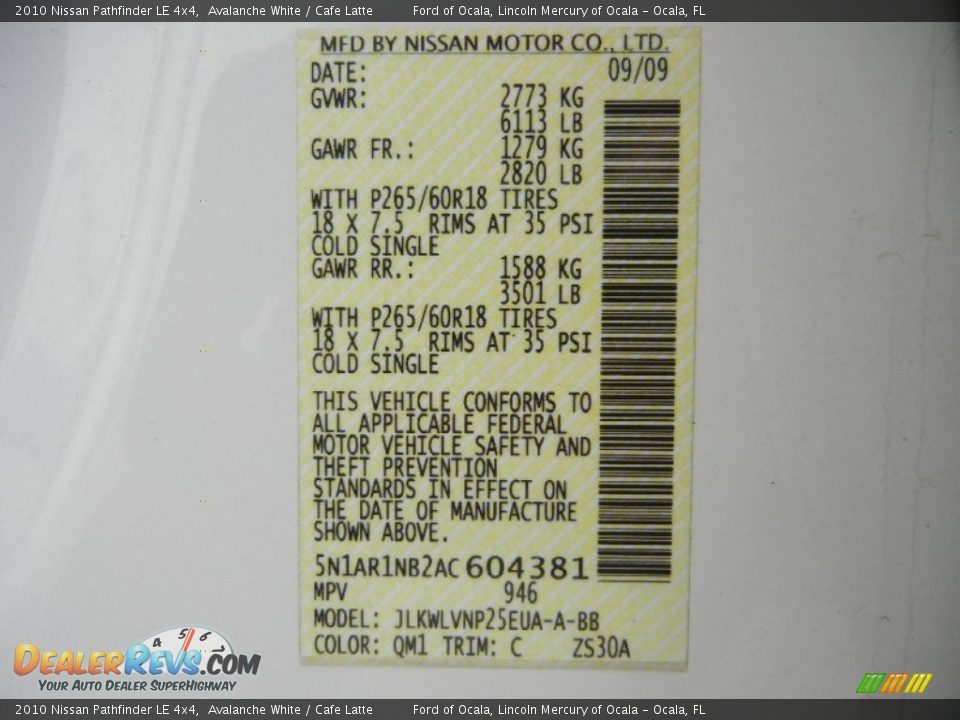 2010 Nissan Pathfinder LE 4x4, Avalanche White / Cafe Latte Ford of Ocala, Lincoln Mercury of Ocala - Ocala, FL
MFD BY NISSAN MOTOR CO., LTD.
DATE: 09/09
GVWR: 2773 KG
6113 LB
GAWR FR.: 1279 KG
2820 LB
WITH P265/60R18 TIRES
18 X 7.5 RIMS AT 35 PSI
COLD SINGLE
GAWR RR.: 1588 KG
3501 LB
WITH P265/60R18 TIRES
18 X 7.5 RIMS AT 35 PSI
COLD SINGLE
THIS VEHICLE CONFORMS TO
ALL APPLICABLE FEDERAL
MOTOR VEHICLE SAFETY AND
THEFT PREVENTION
STANDARDS IN EFFECT ON
THE DATE OF MANUFACTURE
SHOWN ABOVE.
5N1AR1NB2AC604381
MPV 946
MODEL: JLKWLVNP25EUA-A-BB
COLOR: QM1 TRIM: C ZS30A
4 5 6
DEALERREVS.COM
YOUR AUTO DEALER SUPERHIGHWAY
2010 Nissan Pathfinder LE 4x4, Avalanche White / Cafe Latte Ford of Ocala, Lincoln Mercury of Ocala - Ocala, FL